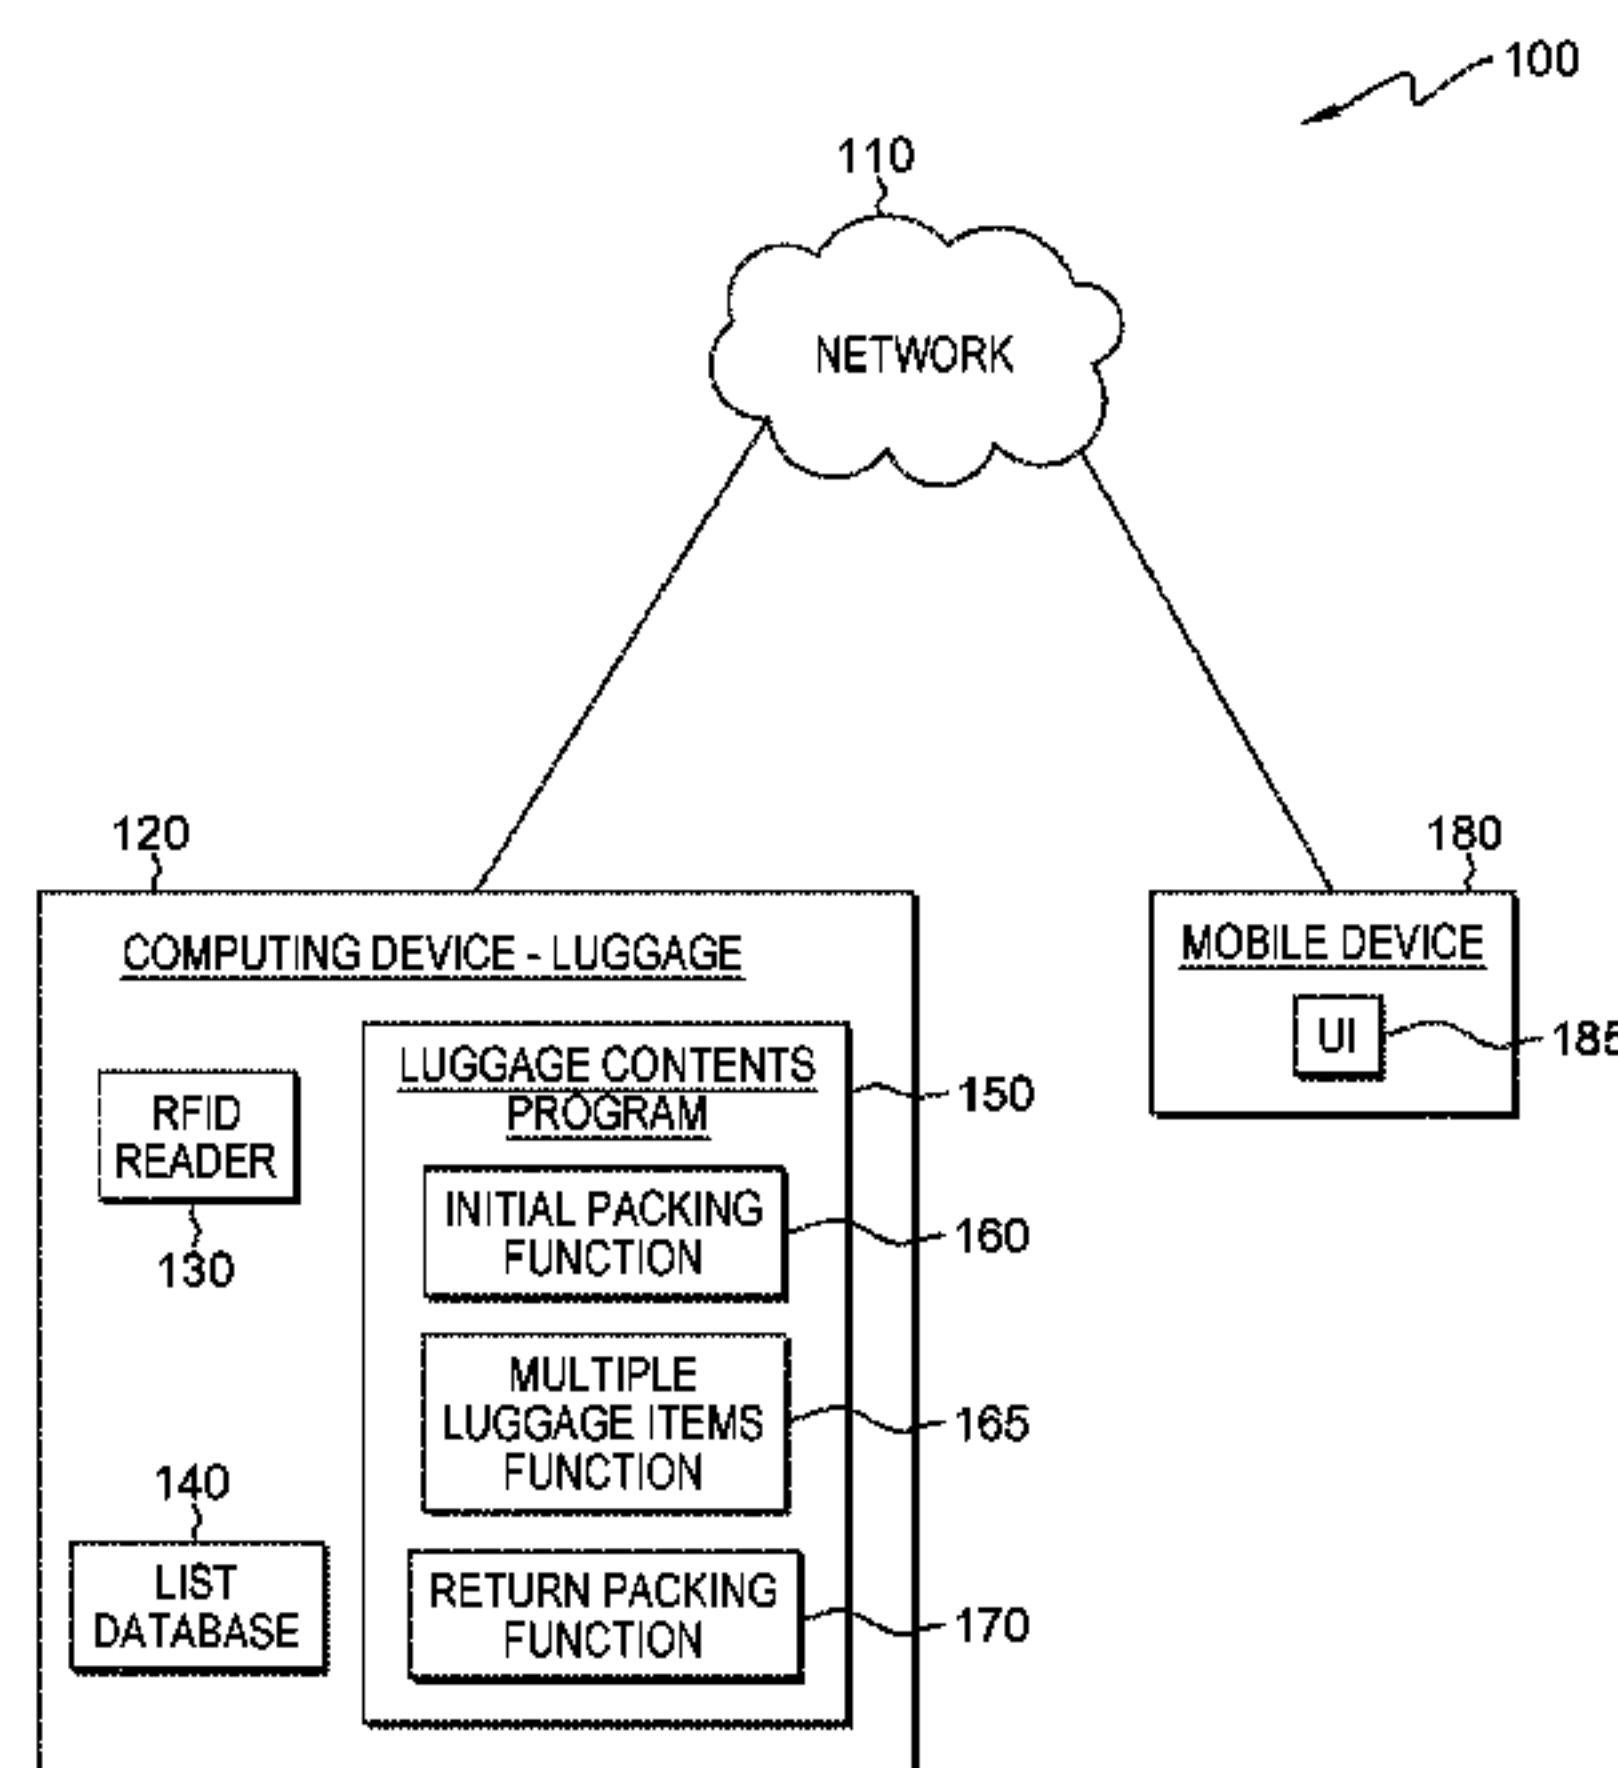 100
110
NETWORK
120
180
COMPUTING DEVICE - LUGGAGE
MOBILE DEVICE
UI
185
LUGGAGE CONTENTS
PROGRAM
150
RFID
READER
130
INITIAL PACKING
FUNCTION
160
MULTIPLE
LUGGAGE ITEMS
FUNCTION
165
140
LIST
DATABASE
RETURN PACKING
FUNCTION
170